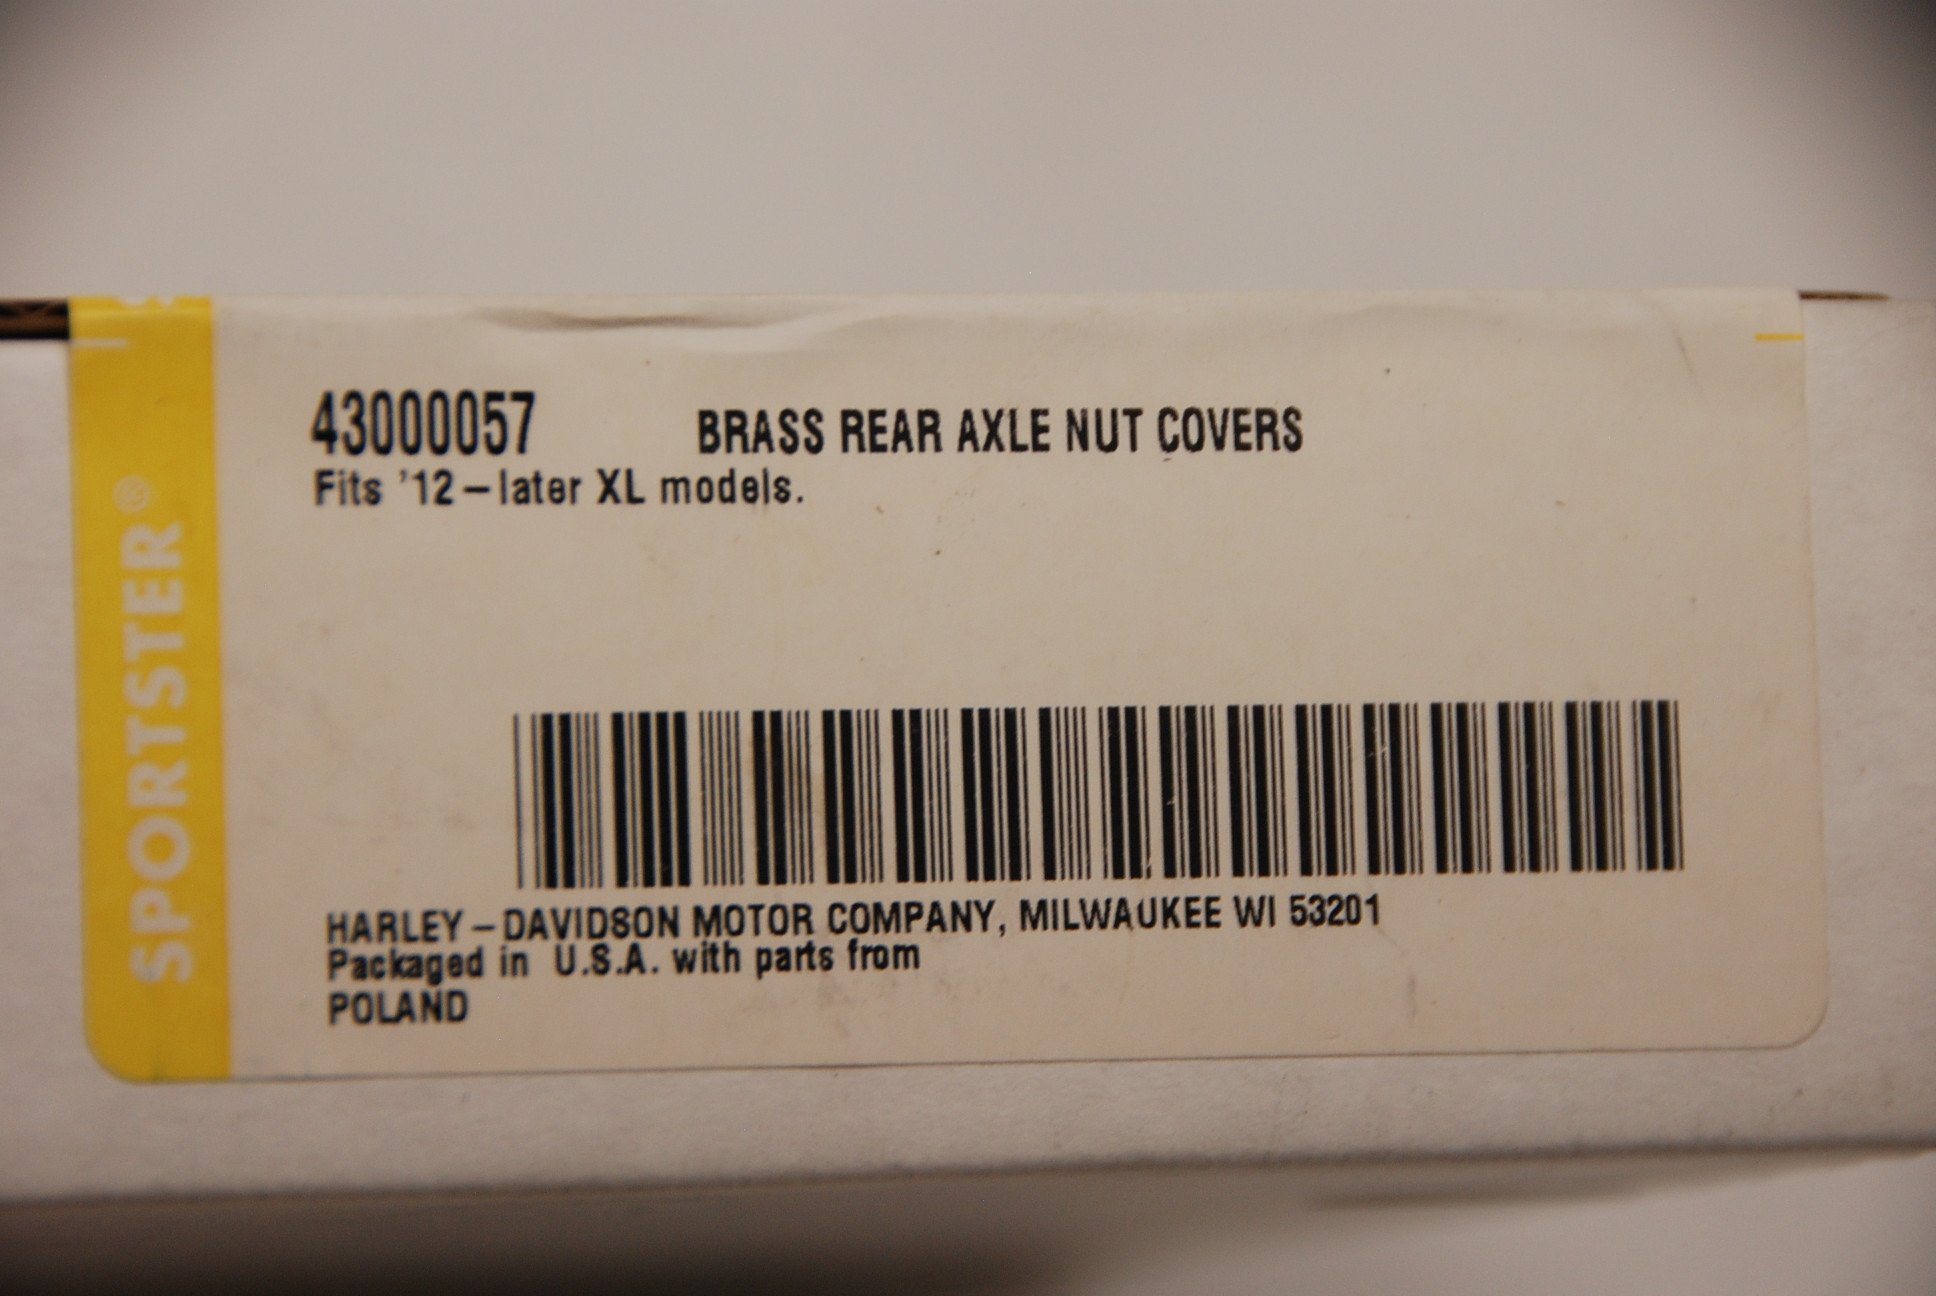 SPORTSTER®
43000057 BRASS REAR AXLE NUT COVERS
Fits '12-later XL models.
HARLEY-DAVIDSON MOTOR COMPANY, MILWAUKEE WI 53201
Packaged in U.S.A. with parts from
POLAND